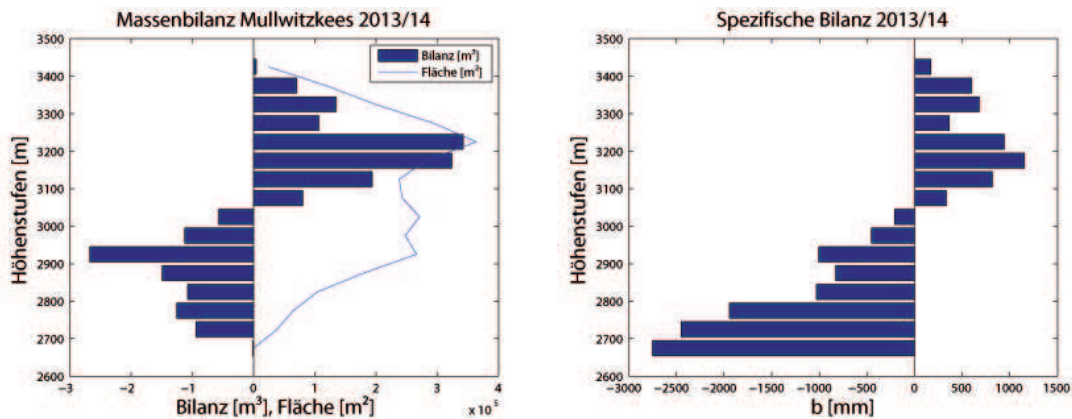 Massenbilanz Mullwitzkees 2013/14
Höhenstufen [m]
3500
3400
3300
3200
3100
3000
2900
2800
2700
2600
Bilanz [m³]
Fläche [m²]
−3 −2 −1 0 1 2 3 4
x 10⁵
Bilanz [m³], Fläche [m²]
Spezifische Bilanz 2013/14
Höhenstufen [m]
3500
3400
3300
3200
3100
3000
2900
2800
2700
2600
−3000 −2500 −2000 −1500 −1000 −500 0 500 1000 1500
b [mm]